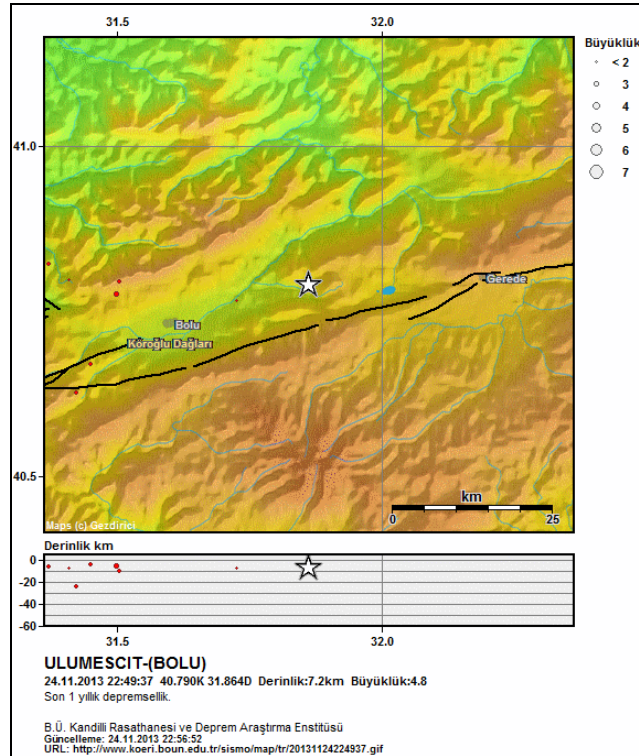 31.5 32.0
Büyüklük
< 2
3
4
5
6
7
41.0
Gerede
Bolu
Köroğlu Dağları
40.5
km
0 25
Maps (c) Gezdirici
Derinlik km
0
-20
-40
-60
31.5 32.0
ULUMESCIT-(BOLU)
24.11.2013 22:49:37 40.790K 31.864D Derinlik:7.2km Büyüklük:4.8
Son 1 yıllık depremsellik.
B.Ü. Kandilli Rasathanesi ve Deprem Araştırma Enstitüsü
Güncelleme: 24.11.2013 22:56:52
URL: http://www.koeri.boun.edu.tr/sismo/map/tr/20131124224937.gif